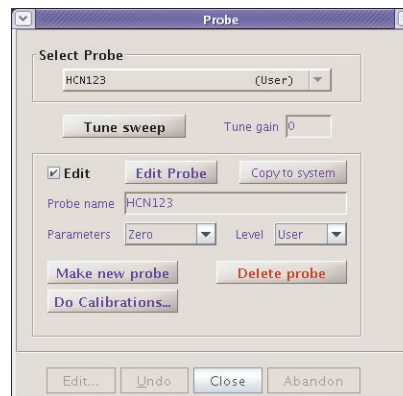 Probe
Select Probe
HCN123 (User)
Tune sweep Tune gain 0
Edit Edit Probe Copy to system
Probe name HCN123
Parameters Zero Level User
Make new probe Delete probe
Do Calibrations...
Edit... Undo Close Abandon